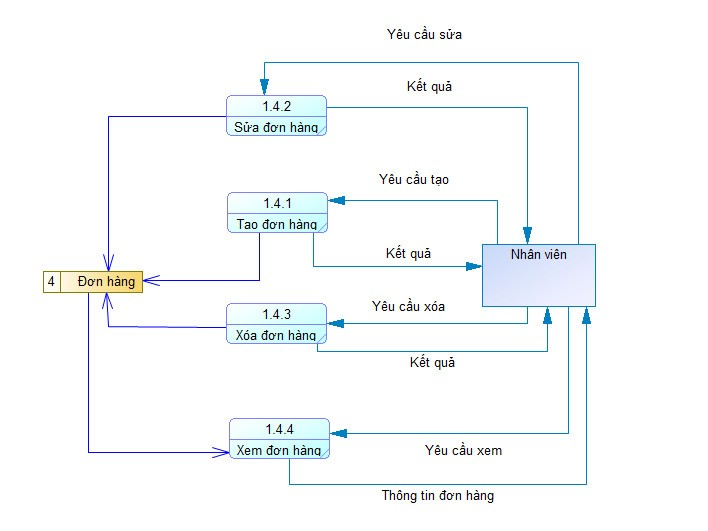 Yêu cầu sửa
Kết quả
1.4.2
Sửa đơn hàng
Yêu cầu tạo
1.4.1
Tạo đơn hàng
Kết quả
Nhân viên
4 Đơn hàng
Yêu cầu xóa
1.4.3
Xóa đơn hàng
Kết quả
1.4.4
Xem đơn hàng
Yêu cầu xem
Thông tin đơn hàng